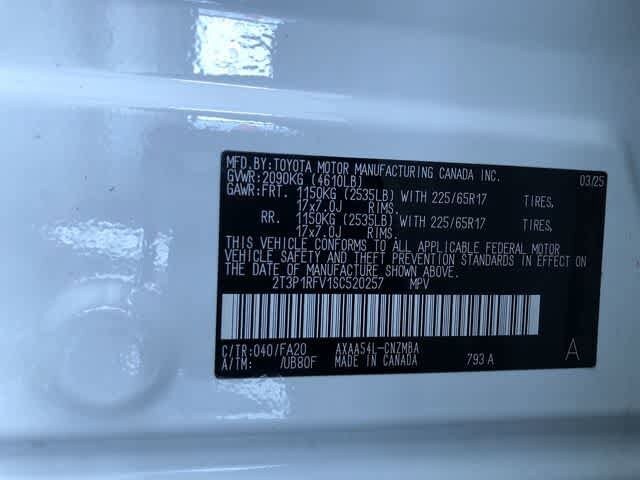 MFD.BY:TOYOTA MOTOR MANUFACTURING CANADA INC. 03/25
GVWR:2090KG (4610LB)
GAWR:FRT. 1150KG (2535LB) WITH 225/65R17 TIRES,
17x7.0J RIMS.
RR. 1150KG (2535LB) WITH 225/65R17 TIRES,
17x7.0J RIMS.
THIS VEHICLE CONFORMS TO ALL APPLICABLE FEDERAL MOTOR
VEHICLE SAFETY AND THEFT PREVENTION STANDARDS IN EFFECT ON
THE DATE OF MANUFACTURE SHOWN ABOVE.
2T3P1RFV1SC520257 MPV
C/TR:040/FA20 AXAA54L-CNZMBA A
A/TM: /UB80F MADE IN CANADA 793 A